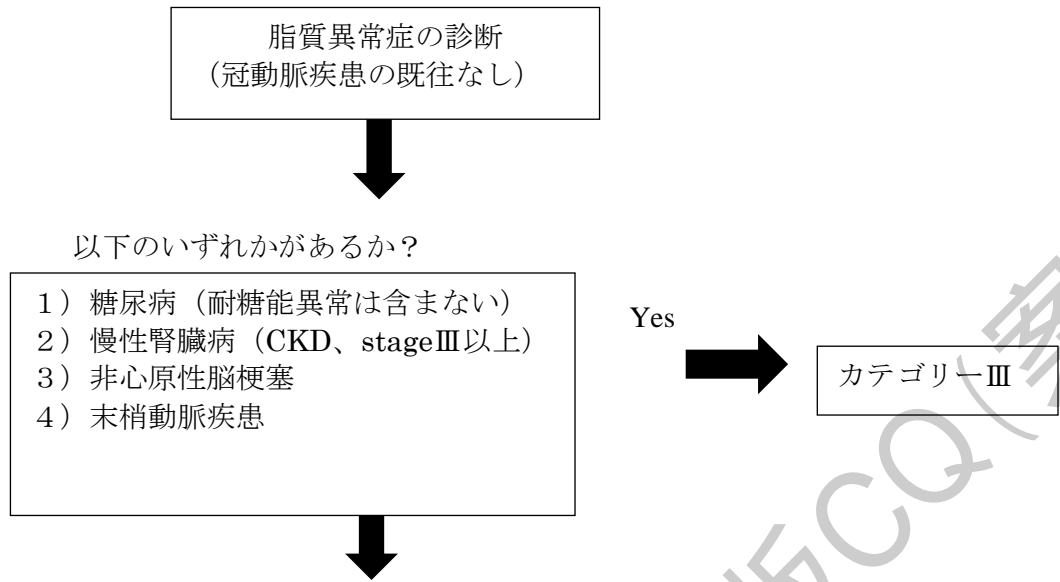 脂質異常症の診断
（冠動脈疾患の既往なし）
以下のいずれかがあるか？
１）糖尿病（耐糖能異常は含まない）
２）慢性腎臓病（CKD、stageⅢ以上）
３）非心原性脳梗塞
４）末梢動脈疾患
Yes
カテゴリーⅢ
版CQ(案